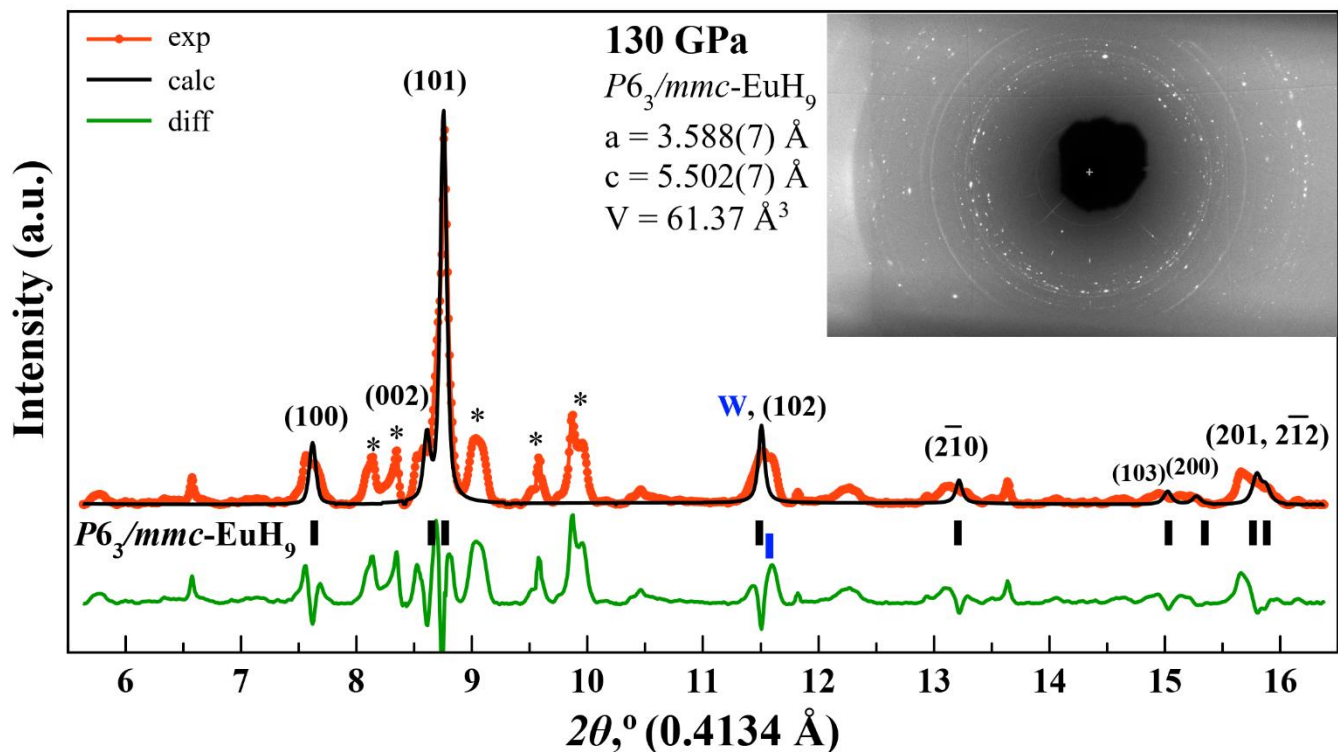 exp
calc
diff
130 GPa
P6₃/mmc-EuH₉
a = 3.588(7) Å
c = 5.502(7) Å
V = 61.37 Å³
(101)
(100)
(002)
*
*
*
*
*
W, (102)
(2̅10)
(103)
(200)
(201, 2̅1̅2)
P6₃/mmc-EuH₉
Intensity (a.u.)
6 7 8 9 10 11 12 13 14 15 16
2θ,º (0.4134 Å)